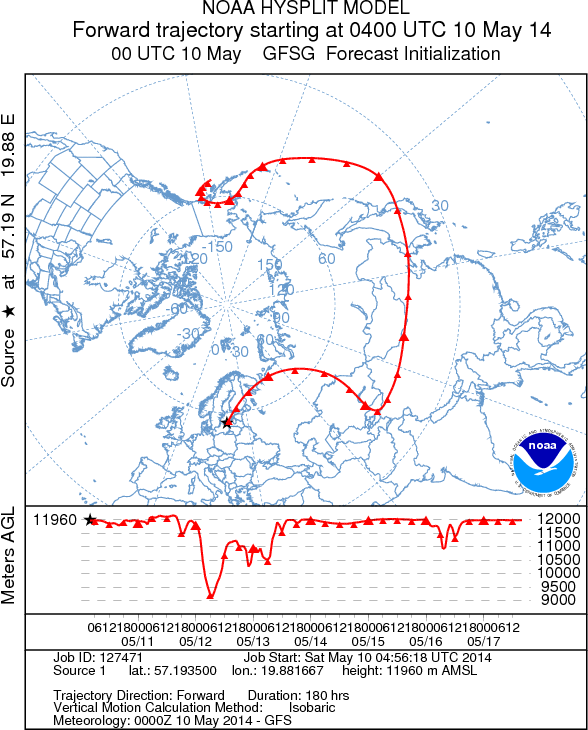 NOAA HYSPLIT MODEL
Forward trajectory starting at 0400 UTC 10 May 14
00 UTC 10 May GFSG Forecast Initialization
Source ★ at 57.19 N 19.88 E
30
60
150
120
90
60
30
0
60
120
150
noaa
Meters AGL
11960
12000
11500
11000
10500
10000
9500
9000
061218000612180006121800061218000612180006121800061218000612
05/11 05/12 05/13 05/14 05/15 05/16 05/17
Job ID: 127471 Job Start: Sat May 10 04:56:18 UTC 2014
Source 1 lat.: 57.193500 lon.: 19.881667 height: 11960 m AMSL
Trajectory Direction: Forward Duration: 180 hrs
Vertical Motion Calculation Method: Isobaric
Meteorology: 0000Z 10 May 2014 - GFS